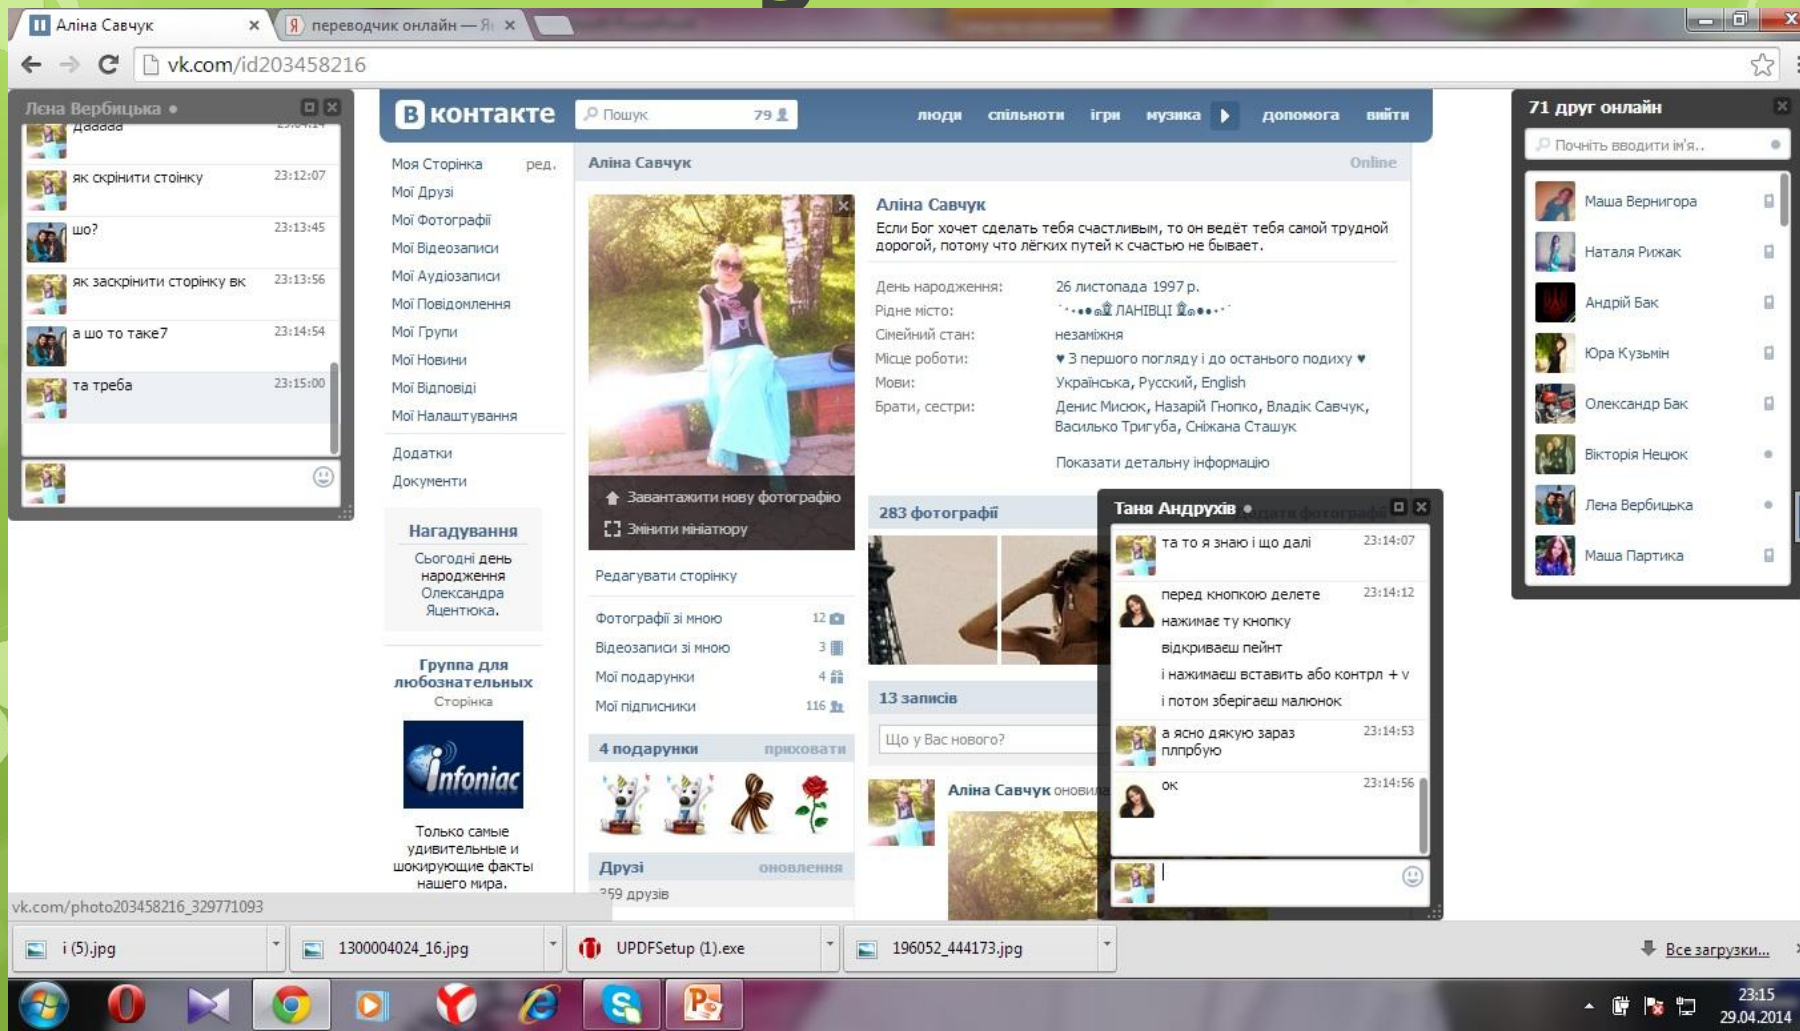 Аліна Савчук
переводчик онлайн — Я
vk.com/id203458216
Лєна Вербицька
дааааа
як скрінити стоінку 23:12:07
шо? 23:13:45
як заскрінити сторінку вк 23:13:56
а шо то таке7 23:14:54
та треба 23:15:00
В контакте
Пошук 79
люди спільноти ігри музика допомога вийти
Моя Сторінка ред.
Мої Друзі
Мої Фотографії
Мої Відеозаписи
Мої Аудіозаписи
Мої Повідомлення
Мої Групи
Мої Новини
Мої Відповіді
Мої Налаштування
Додатки
Документи
Нагадування
Сьогодні день
народження
Олександра
Яцентюка.
Группа для
любознательных
Сторінка
Infoniac
Только самые
удивительные и
шокирующие факты
нашего мира.
Аліна Савчук Online
Завантажити нову фотографію
Змінити мініатюру
Редагувати сторінку
Фотографії зі мною 12
Відеозаписи зі мною 3
Мої подарунки 4
Мої підписники 116
4 подарунки приховати
Друзі оновлення
359 друзів
Аліна Савчук
Если Бог хочет сделать тебя счастливым, то он ведёт тебя самой трудной
дорогой, потому что лёгких путей к счастью не бывает.
День народження: 26 листопада 1997 р.
Рідне місто: ЛАНІВЦІ
Сімейний стан: незаміжня
Місце роботи: ♥ З першого погляду і до останього подиху ♥
Мови: Українська, Русский, English
Брати, сестри: Денис Мисюк, Назарій Гнопко, Владік Савчук,
Василько Тригуба, Сніжана Сташук
Показати детальну інформацію
283 фотографії
13 записів
Що у Вас нового?
Аліна Савчук оновила
Таня Андрухів
та то я знаю і що далі 23:14:07
перед кнопкою делете 23:14:12
нажимає ту кнопку
відкриваєш пейнт
і нажимаєш вставить або контрл + v
і потом зберігаєш малюнок
а ясно дякую зараз 23:14:53
плпрбую
ок 23:14:56
71 друг онлайн
Почніть вводити ім'я..
Маша Вернигора
Наталя Рижак
Андрій Бак
Юра Кузьмін
Олександр Бак
Вікторія Нецюк
Лєна Вербицька
Маша Партика
vk.com/photo203458216_329771093
i (5).jpg
1300004024_16.jpg
UPDFSetup (1).exe
196052_444173.jpg
Все загрузки...
23:15
29.04.2014